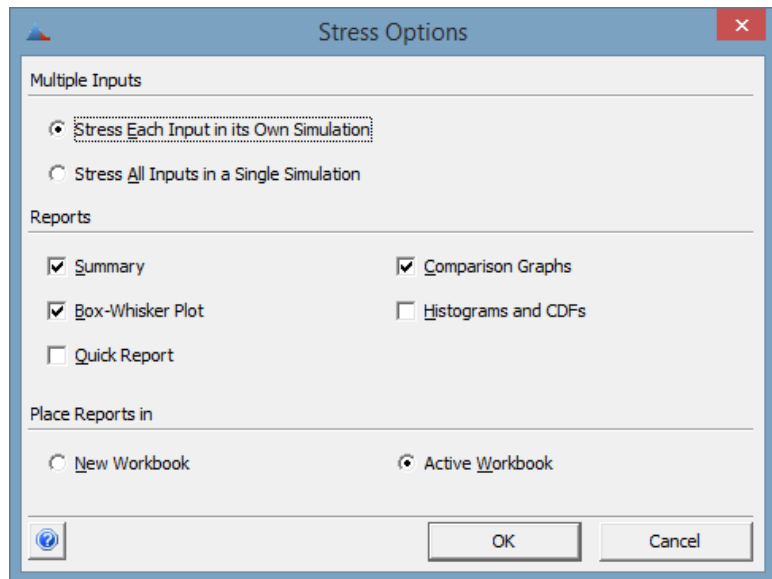 Stress Options
Multiple Inputs
Stress Each Input in its Own Simulation
Stress All Inputs in a Single Simulation
Reports
Summary
Comparison Graphs
Box-Whisker Plot
Histograms and CDFs
Quick Report
Place Reports in
New Workbook
Active Workbook
OK
Cancel